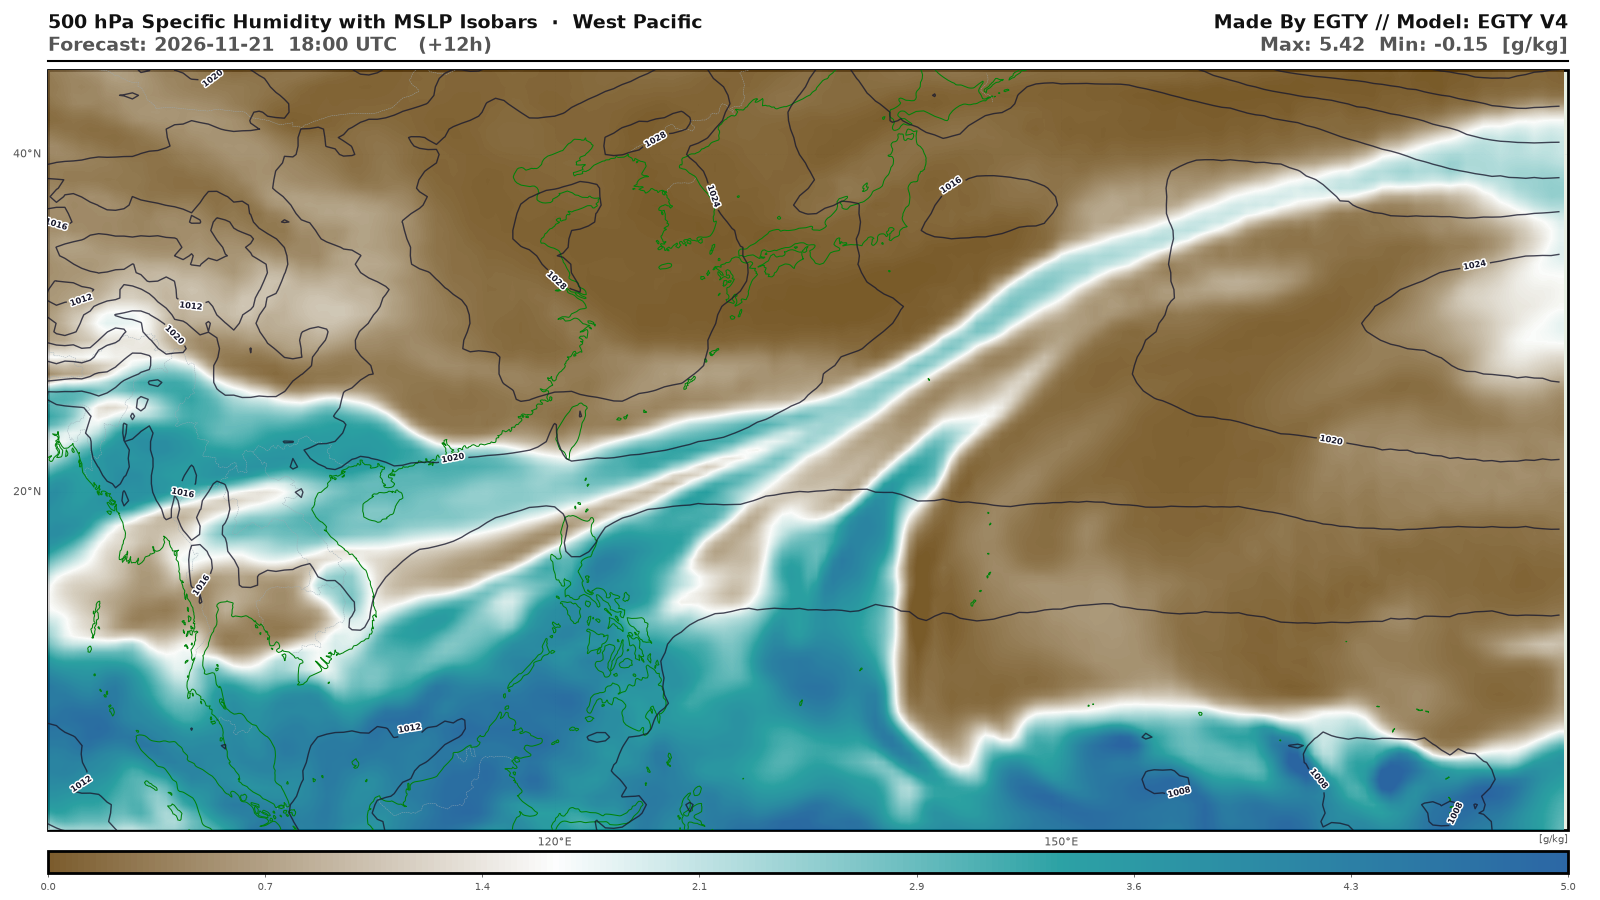 500 hPa Specific Humidity with MSLP Isobars · West Pacific
Made By EGTY // Model: EGTY V4
Forecast: 2026-11-21 18:00 UTC (+12h)
Max: 5.42 Min: -0.15 [g/kg]
1020
1028
40°N
1024
1016
1016
1024
1028
1012
1012
1020
1020
1020
20°N
1016
1016
1012
1012
1008
1008
1008
120°E
150°E
[g/kg]
0.0 0.7 1.4 2.1 2.9 3.6 4.3 5.0